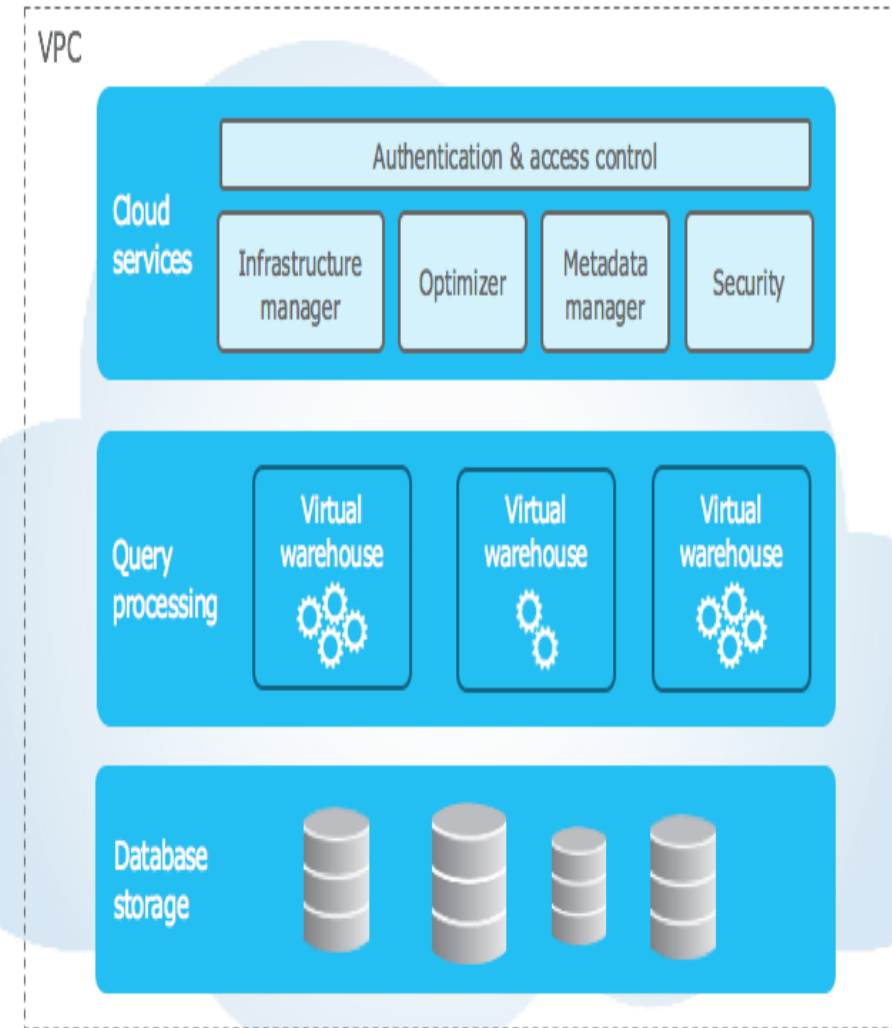 VPC
Authentication & access control
Cloud
services
Infrastructure
manager
Optimizer
Metadata
manager
Security
Query
processing
Virtual
warehouse
Virtual
warehouse
Virtual
warehouse
Database
storage